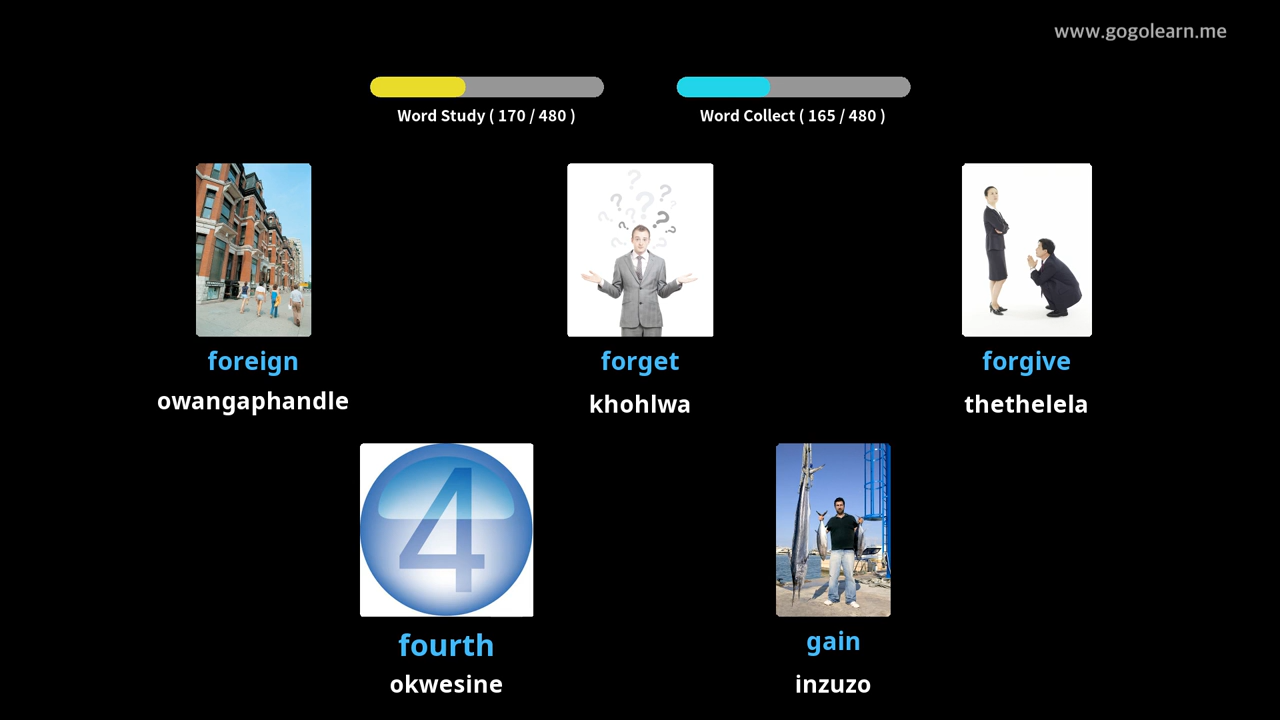 www.gogolearn.me
Word Study ( 170 / 480 )
Word Collect ( 165 / 480 )
foreign
owangaphandle
forget
khohlwa
forgive
thethelela
4
fourth
okwesine
gain
inzuzo